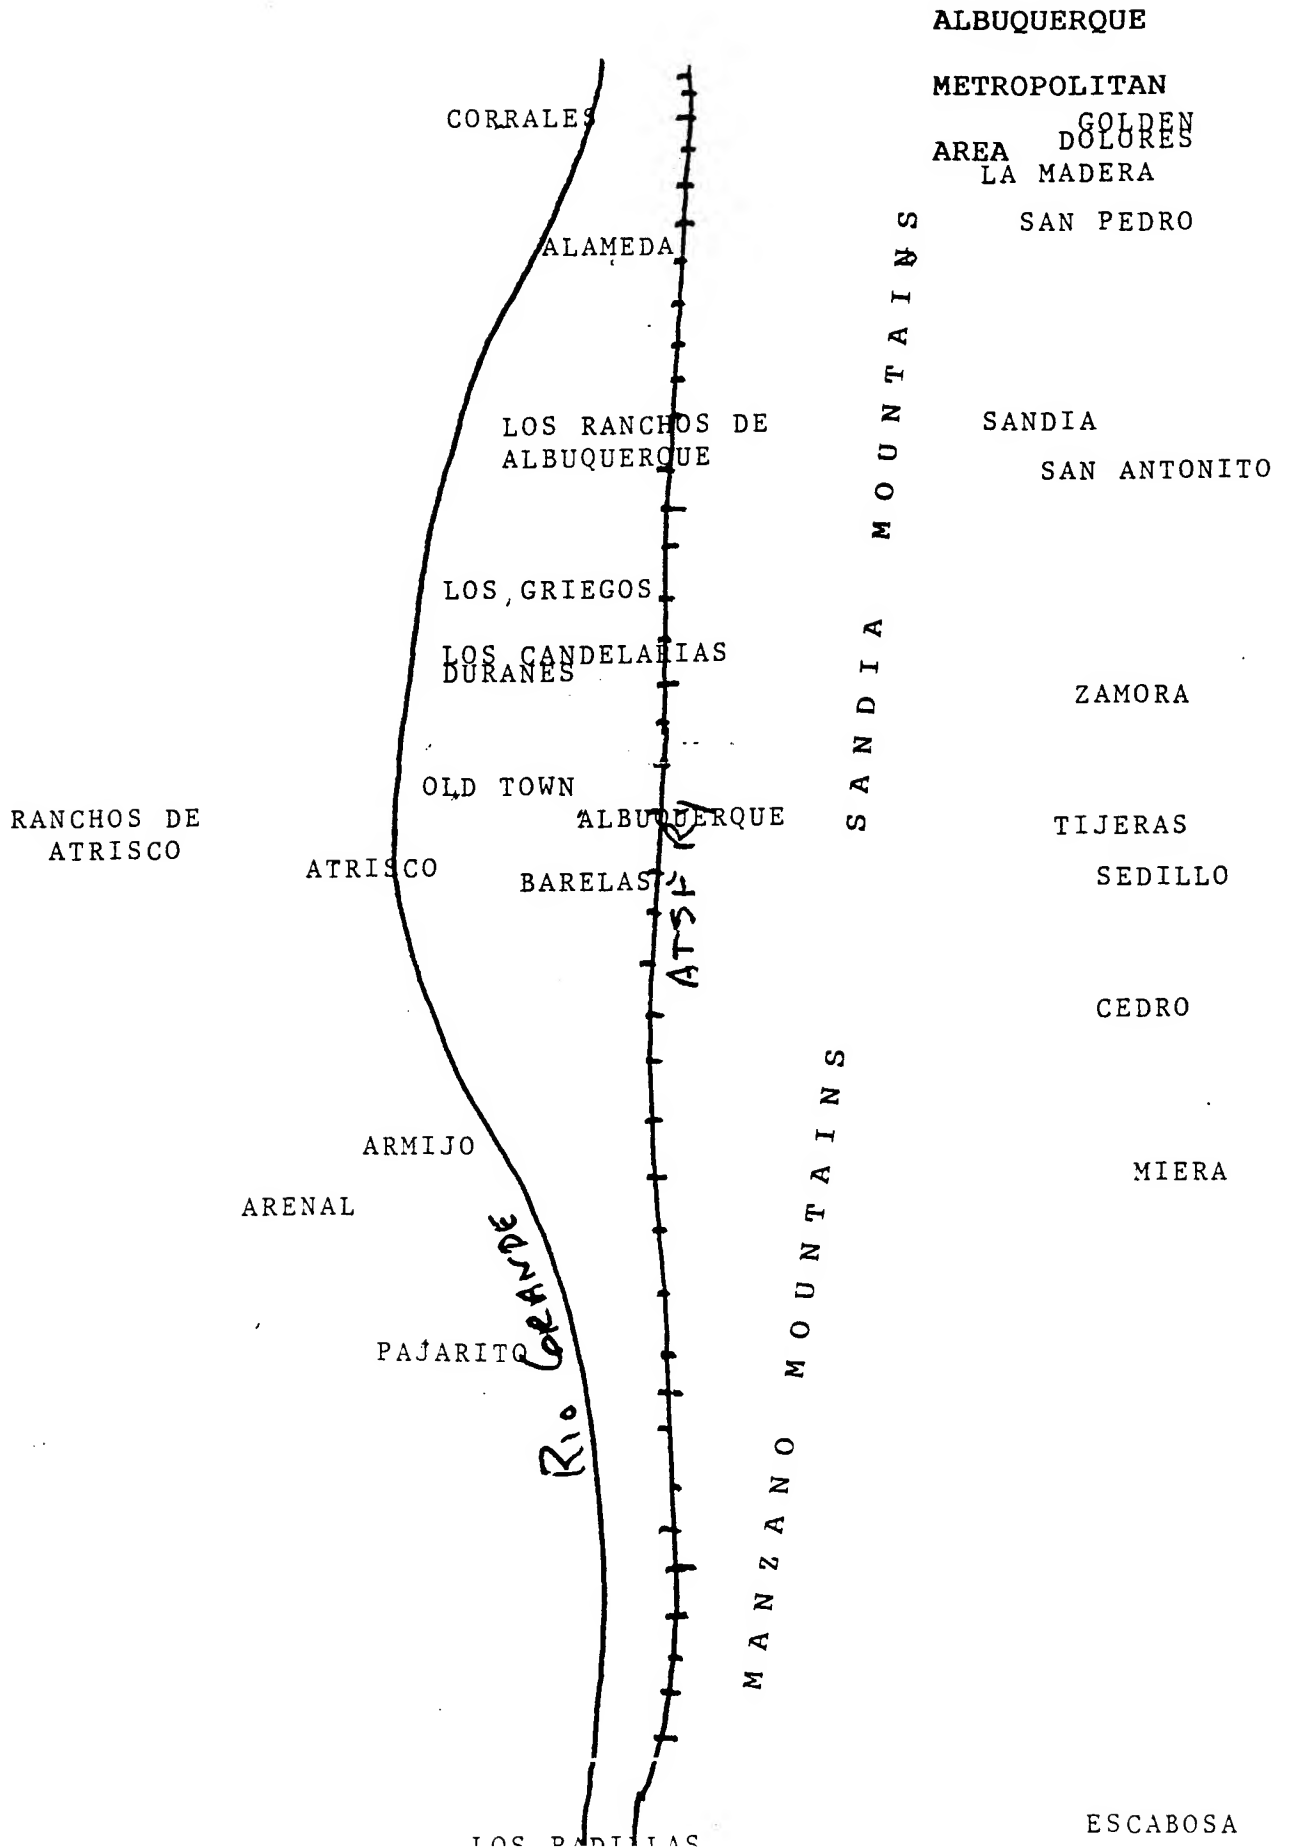 ALBUQUERQUE
METROPOLITAN
AREA
GOLDEN
DOLORES
LA MADERA
CORRALES
SAN PEDRO
ALAMEDA
SANDIA MOUNTAINS
LOS RANCHOS DE
ALBUQUERQUE
SANDIA
SAN ANTONITO
LOS GRIEGOS
LOS CANDELARIAS
DURANES
ZAMORA
OLD TOWN
ALBUQUERQUE
RANCHOS DE
ATRISCO
TIJERAS
ATRISCO
BARELAS
SEDILLO
ATSF Ry
CEDRO
MANZANO MOUNTAINS
ARMIJO
MIERA
ARENAL
RIO GRANDE
PAJARITO
ESCABOSA
LOS PADILLAS